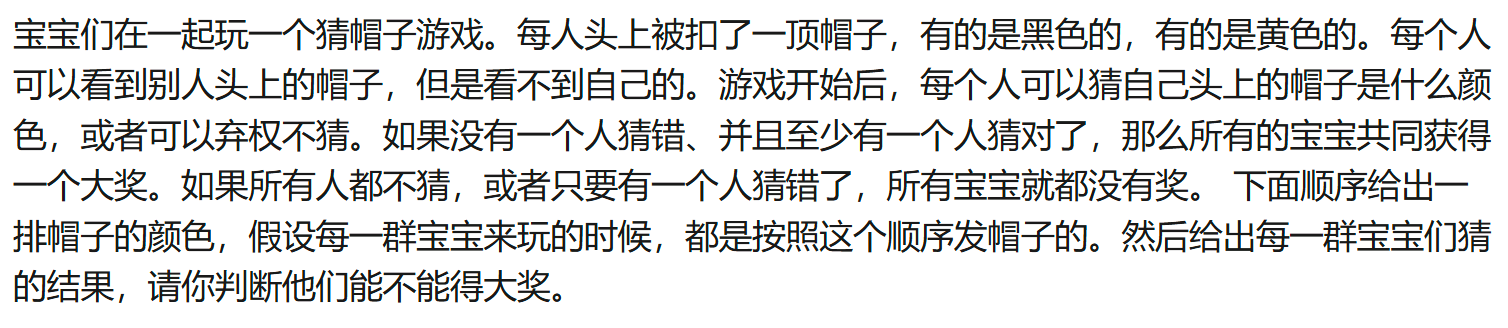 宝宝们在一起玩一个猜帽子游戏。每人头上被扣了一顶帽子，有的是黑色的，有的是黄色的。每个人
可以看到别人头上的帽子，但是看不到自己的。游戏开始后，每个人可以猜自己头上的帽子是什么颜
色，或者可以弃权不猜。如果没有一个人猜错、并且至少有一个人猜对了，那么所有的宝宝共同获得
一个大奖。如果所有人都不猜，或者只要有一个人猜错了，所有宝宝就都没有奖。 下面顺序给出一
排帽子的颜色，假设每一群宝宝来玩的时候，都是按照这个顺序发帽子的。然后给出每一群宝宝们猜
的结果，请你判断他们能不能得大奖。